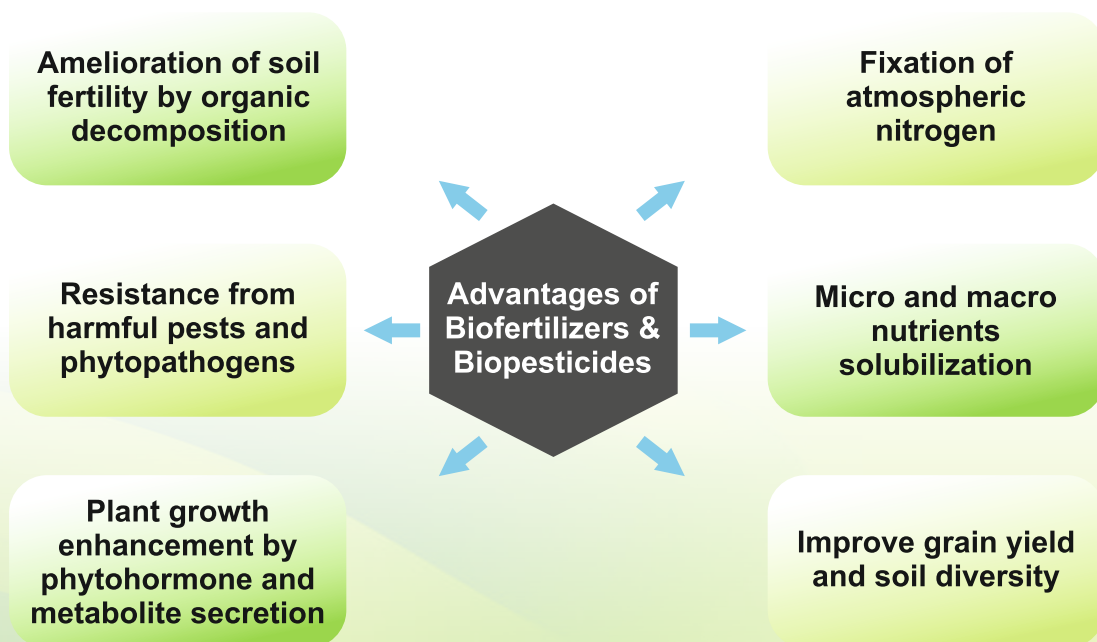 Amelioration of soil
fertility by organic
decomposition
Fixation of
atmospheric
nitrogen
Resistance from
harmful pests and
phytopathogens
Advantages of
Biofertilizers &
Biopesticides
Micro and macro
nutrients
solubilization
Plant growth
enhancement by
phytohormone and
metabolite secretion
Improve grain yield
and soil diversity